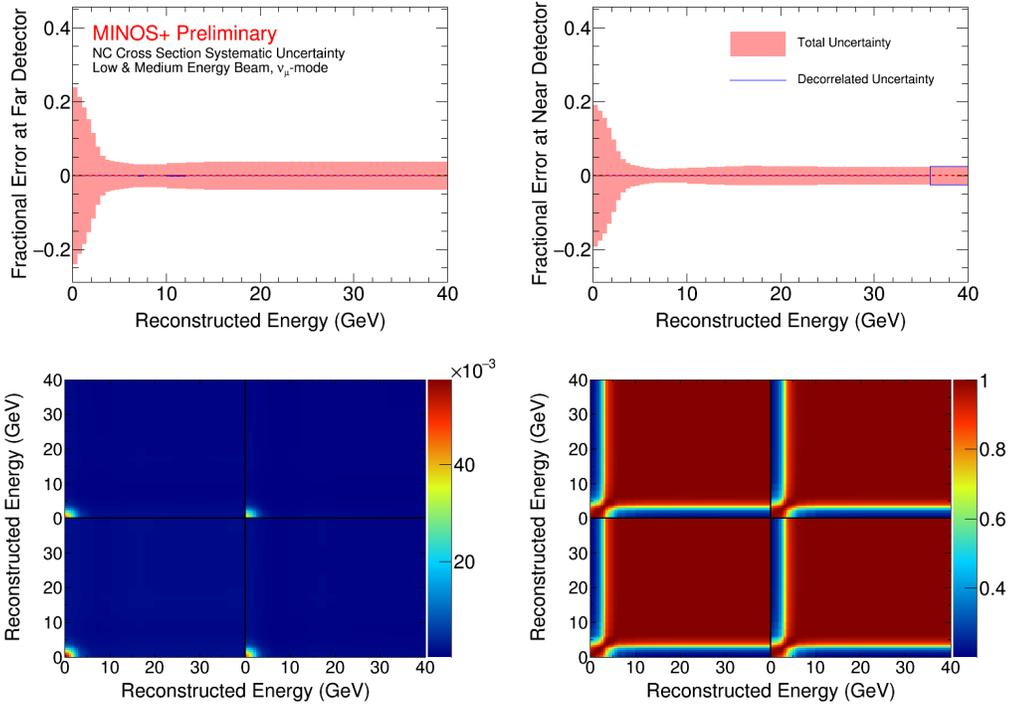 MINOS+ Preliminary
NC Cross Section Systematic Uncertainty
Low & Medium Energy Beam, νμ-mode
Fractional Error at Far Detector
0.4
0.2
0
−0.2
0 10 20 30 40
Reconstructed Energy (GeV)
Total Uncertainty
Decorrelated Uncertainty
Fractional Error at Near Detector
0.4
0.2
0
−0.2
0 10 20 30 40
Reconstructed Energy (GeV)
×10⁻³
Reconstructed Energy (GeV)
40
30
20
10
0
Reconstructed Energy (GeV)
30
20
10
0
0 10 20 30 0 10 20 30 40
Reconstructed Energy (GeV)
40
20
Reconstructed Energy (GeV)
40
30
20
10
0
Reconstructed Energy (GeV)
30
20
10
0
0 10 20 30 0 10 20 30 40
Reconstructed Energy (GeV)
1
0.8
0.6
0.4